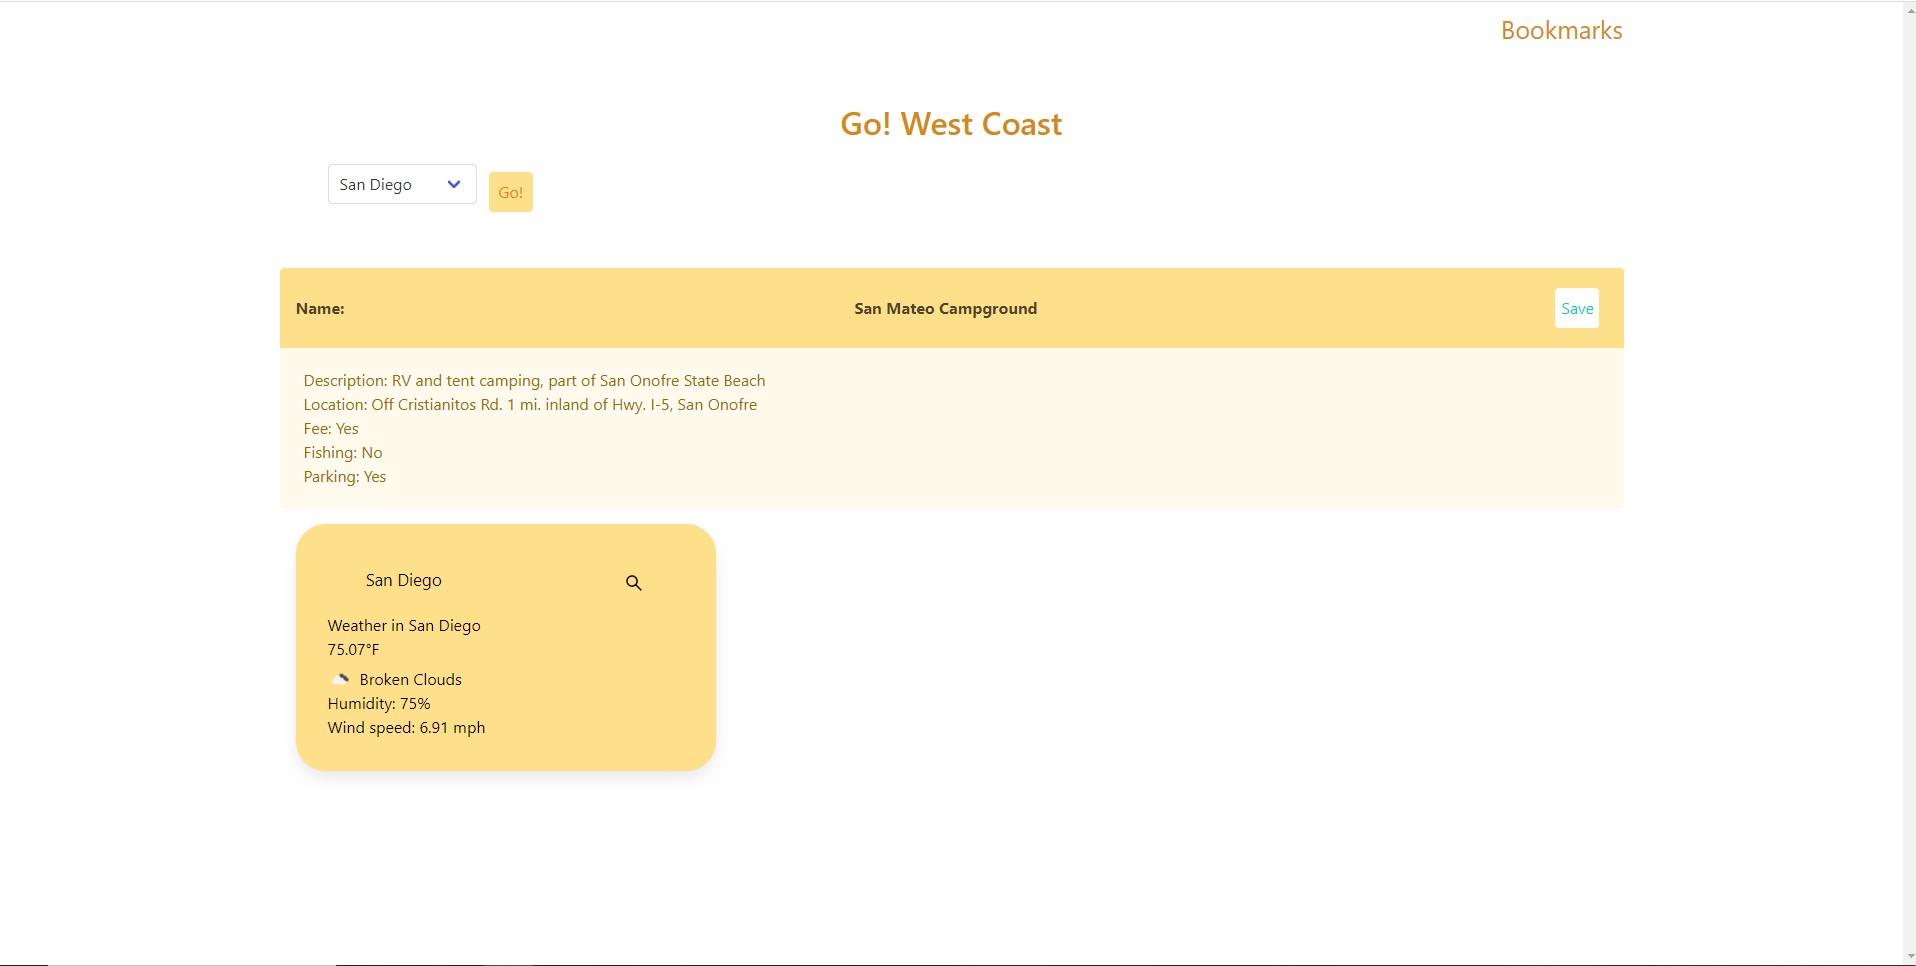 Bookmarks
Go! West Coast
San Diego
Go!
Name: San Mateo Campground Save
Description: RV and tent camping, part of San Onofre State Beach
Location: Off Cristianitos Rd. 1 mi. inland of Hwy. I-5, San Onofre
Fee: Yes
Fishing: No
Parking: Yes
San Diego
Weather in San Diego
75.07°F
Broken Clouds
Humidity: 75%
Wind speed: 6.91 mph